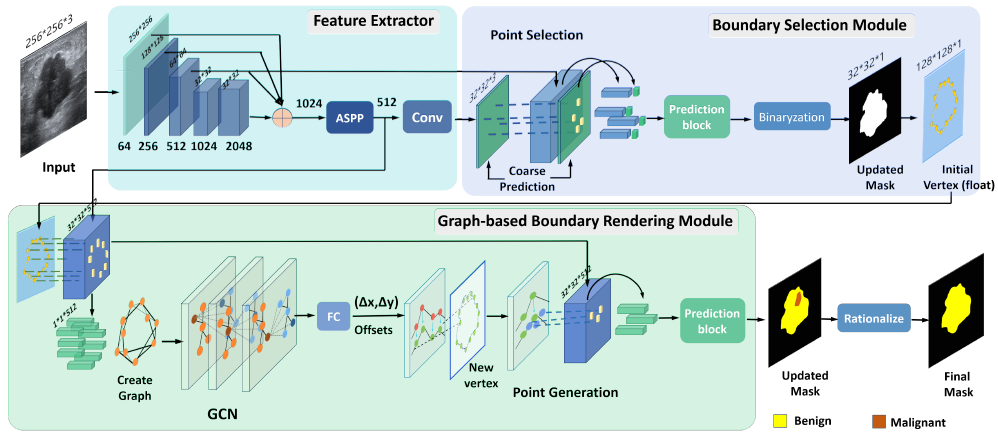 Feature Extractor
Boundary Selection Module
256*256*3
256*256
128*128
64*64
32*32
32*32
64
256
512
1024
2048
Input
1024
ASPP
512
Conv
Point Selection
32*32*3
Coarse
Prediction
Prediction
block
Binaryzation
32*32*1
Updated
Mask
128*128*1
Initial
Vertex (float)
Graph-based Boundary Rendering Module
1*1*512
Create
Graph
GCN
FC
(Δx,Δy)
Offsets
New
vertex
32*32*512
Point Generation
Prediction
block
Updated
Mask
Rationalize
Final
Mask
Benign
Malignant